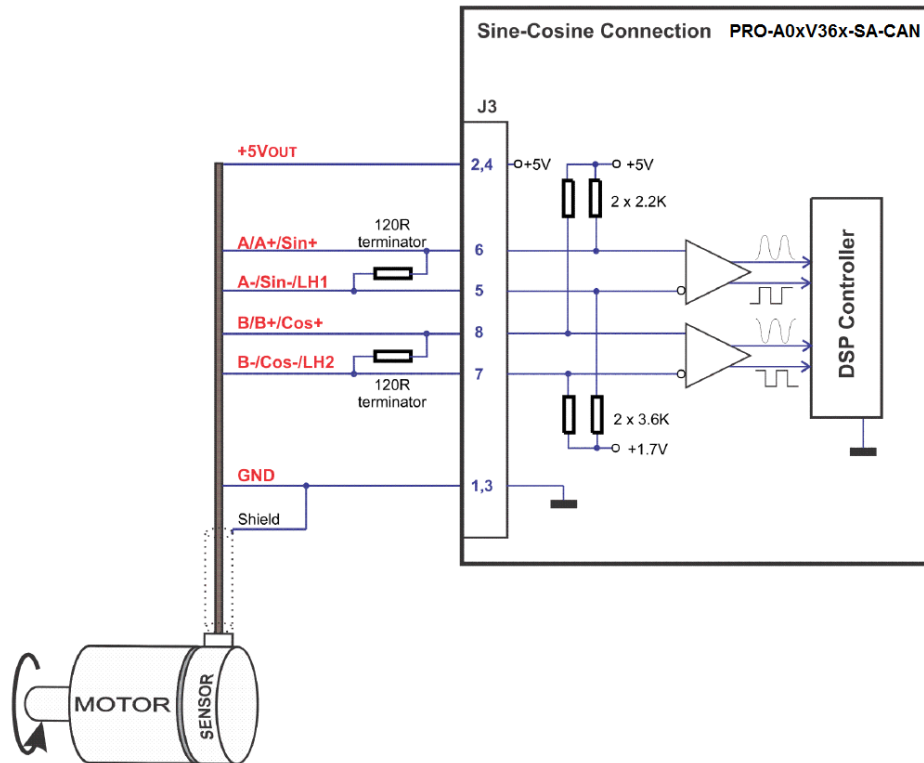 Sine-Cosine Connection PRO-A0xV36x-SA-CAN
J3
+5VOUT
2,4
+5V
+5V
2 x 2.2K
120R
terminator
A/A+/Sin+
6
A-/Sin-/LH1
5
B/B+/Cos+
8
B-/Cos-/LH2
7
120R
terminator
DSP Controller
2 x 3.6K
+1.7V
GND
1,3
Shield
MOTOR
SENSOR